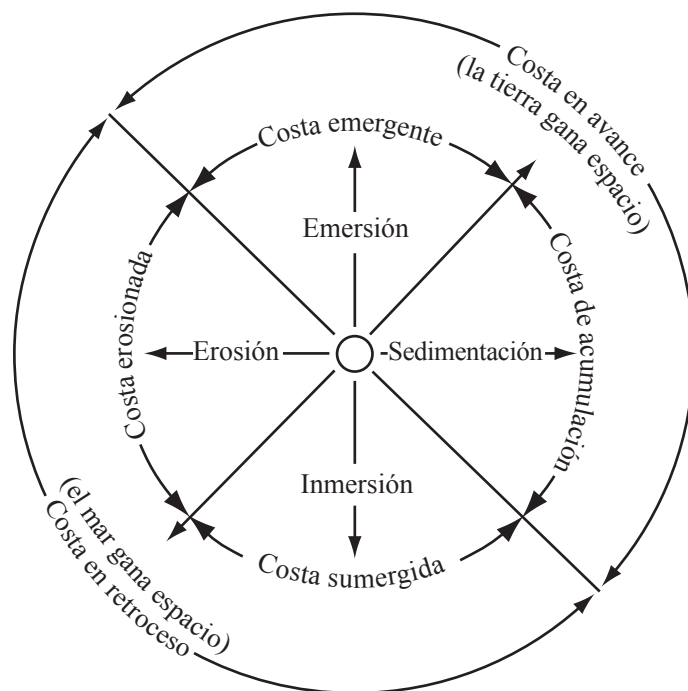 Costa en avance
(la tierra gana espacio)
Costa emergente
Emersión
Costa erosionada
Erosión
Sedimentación
Costa de acumulación
Inmersión
Costa sumergida
(el mar gana espacio)
Costa en retroceso